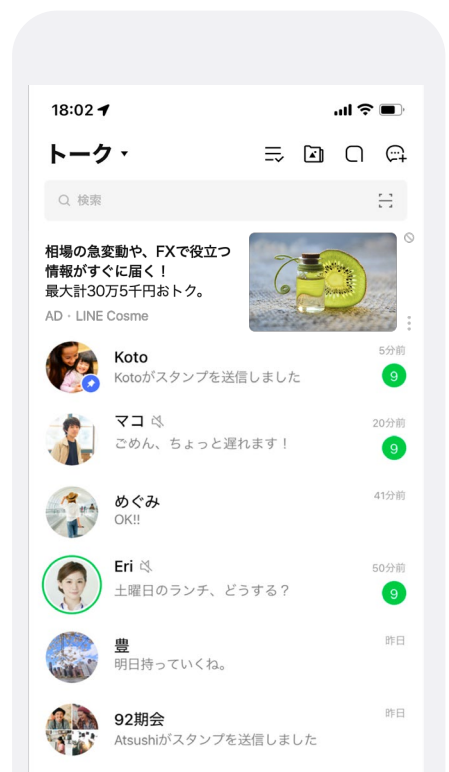 18:02
トーク
検索
相場の急変動や、FXで役立つ
情報がすぐに届く！
最大計30万5千円おトク。
AD · LINE Cosme
Koto
5分前
Kotoがスタンプを送信しました
9
マコ
20分前
ごめん、ちょっと遅れます！
9
めぐみ
41分前
OK!!
Eri
50分前
土曜日のランチ、どうする？
9
豊
昨日
明日持っていくね。
92期会
昨日
Atsushiがスタンプを送信しました